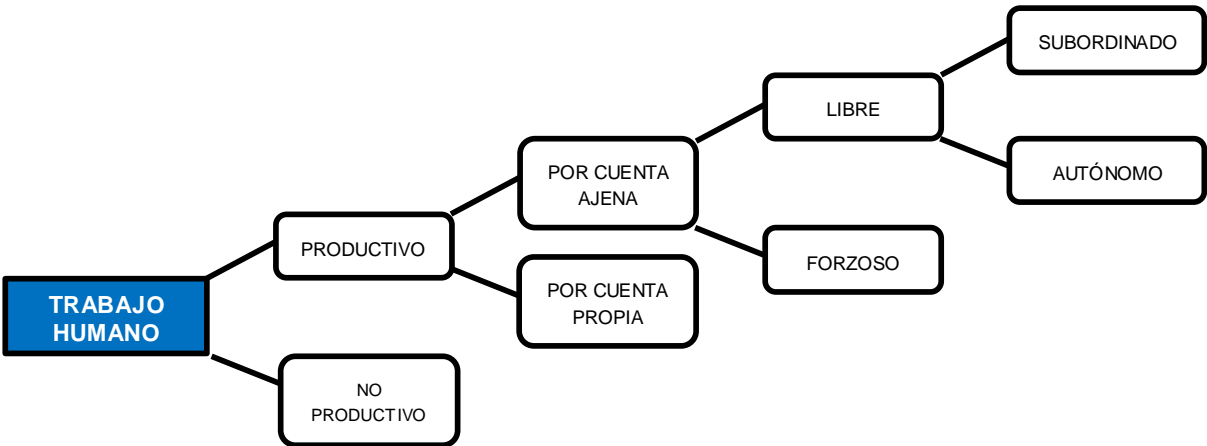 TRABAJO
HUMANO
PRODUCTIVO
NO
PRODUCTIVO
POR CUENTA
AJENA
POR CUENTA
PROPIA
LIBRE
FORZOSO
SUBORDINADO
AUTÓNOMO